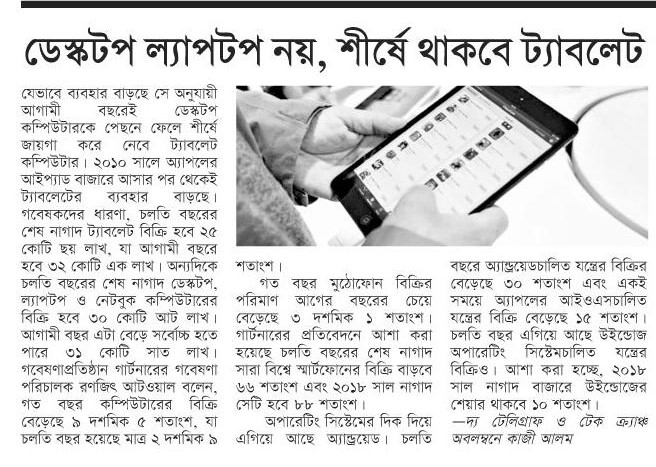 ডেস্কটপ ল্যাপটপ নয়, শীর্ষে থাকবে ট্যাবলেট
যেভাবে ব্যবহার বাড়ছে সে অনুযায়ী
আগামী বছরেই ডেস্কটপ
কম্পিউটারকে পেছনে ফেলে শীর্ষে
জায়গা করে নেবে ট্যাবলেট
কম্পিউটার। ২০১০ সালে অ্যাপলের
আইপ্যাড বাজারে আসার পর থেকেই
ট্যাবলেটের ব্যবহার বাড়ছে।
গবেষকদের ধারণা, চলতি বছরের
শেষ নাগাদ ট্যাবলেট বিক্রি হবে ২৫
কোটি ছয় লাখ, যা আগামী বছরে
হবে ৩২ কোটি এক লাখ। অন্যদিকে
চলতি বছরের শেষ নাগাদ ডেস্কটপ,
ল্যাপটপ ও নেটবুক কম্পিউটারের
বিক্রি হবে ৩০ কোটি আট লাখ।
আগামী বছর এটা বেড়ে সর্বোচ্চ হতে
পারে ৩১ কোটি সাত লাখ।
গবেষণাপ্রতিষ্ঠান গার্টনারের গবেষণা
পরিচালক রণজিৎ আটওয়াল বলেন,
গত বছর কম্পিউটারের বিক্রি
বেড়েছে ৯ দশমিক ৫ শতাংশ, যা
চলতি বছর হয়েছে মাত্র ২ দশমিক ৯
শতাংশ।
গত বছর মুঠোফোন বিক্রির
পরিমাণ আগের বছরের চেয়ে
বেড়েছে ৩ দশমিক ১ শতাংশ।
গার্টনারের প্রতিবেদনে আশা করা
হয়েছে চলতি বছরের শেষ নাগাদ
সারা বিশ্বে স্মার্টফোনের বিক্রি বাড়বে
৬৬ শতাংশ এবং ২০১৮ সাল নাগাদ
সেটি হবে ৮৮ শতাংশ।
অপারেটিং সিস্টেমের দিক দিয়ে
এগিয়ে আছে অ্যান্ড্রয়েড। চলতি
বছরে অ্যান্ড্রয়েডচালিত যন্ত্রের বিক্রির
বেড়েছে ৩০ শতাংশ এবং একই
সময়ে অ্যাপলের আইওএসচালিত
যন্ত্রের বিক্রি বেড়েছে ১৫ শতাংশ।
চলতি বছর এগিয়ে আছে উইন্ডোজ
অপারেটিং সিস্টেমচালিত যন্ত্রের
বিক্রিও। আশা করা হচ্ছে, ২০১৮
সাল নাগাদ বাজারে উইন্ডোজের
শেয়ার থাকবে ১০ শতাংশ।
—দ্য টেলিগ্রাফ ও টেক ক্র্যাঞ্চ
অবলম্বনে কাজী আলম